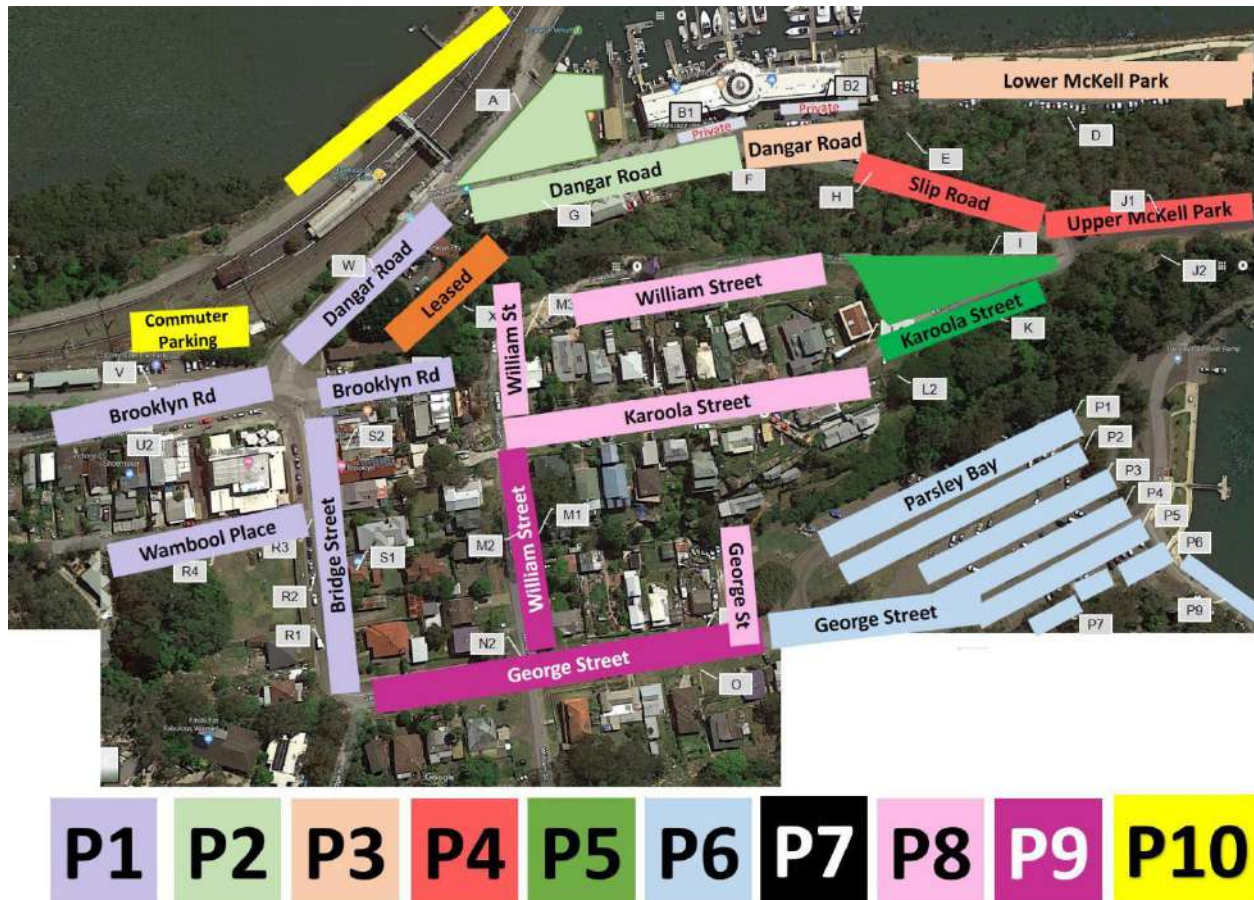 A
B1
B2
Private
Private
Lower McKell Park
D
E
Dangar Road
Dangar Road
F
G
H
Slip Road
J1
Upper McKell Park
I
J2
W
Dangar Road
Leased
X
William St
M3
William Street
Karoola Street
K
Commuter
Parking
V
Brooklyn Rd
Brooklyn Rd
U2
S2
Karoola Street
L2
P1
P2
P3
P4
P5
P6
P9
P7
Parsley Bay
Wambool Place
R4
R3
R2
R1
Bridge Street
S1
M2
M1
William Street
N2
George St
George Street
George Street
O
Google
P1 P2 P3 P4 P5 P6 P7 P8 P9 P10